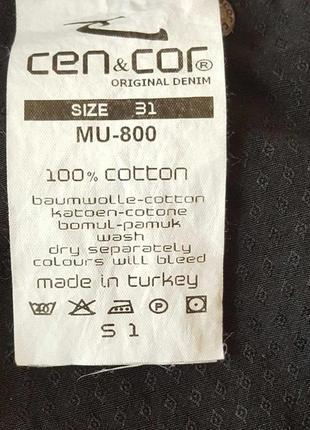 cen&cor®
ORIGINAL DENIM
SIZE 31
MU-800
100% cotton
baumwolle-cotton
katoen-cotone
bomul-pamuk
wash
dry separately
colours will bleed
made in turkey
P
S 1